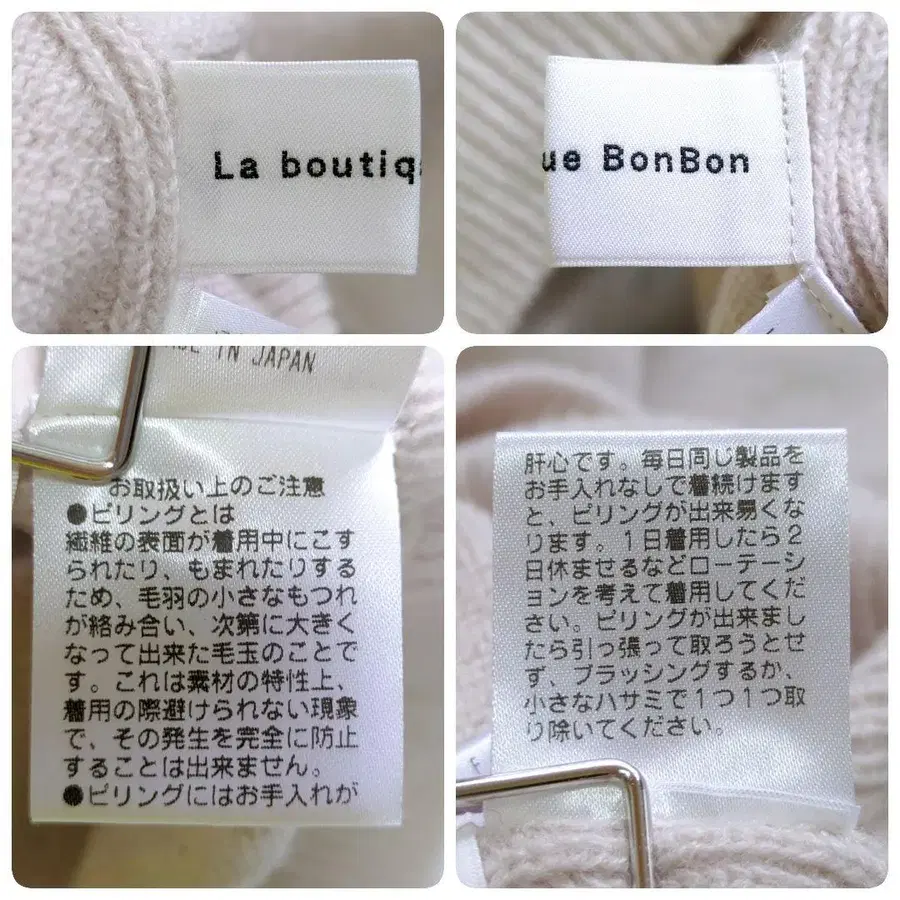 La boutiq
ue BonBon
IN JAPAN
お取扱い上のご注意
●ピリングとは
繊維の表面が着用中にこす
られたり、もまれたりする
ため、毛羽の小さなもつれ
が絡み合い、次第に大きく
なって出来た毛玉のことで
す。これは素材の特性上、
着用の際避けられない現象
で、その発生を完全に防止
することは出来ません。
●ピリングにはお手入れが
肝心です。毎日同じ製品を
お手入れなしで着続けます
と、ピリングが出来易くな
ります。1日着用したら2
日休ませるなどローテーシ
ョンを考えて着用してくだ
さい。ピリングが出来まし
たら引っ張って取ろうとせ
ず、ブラッシングするか、
小さなハサミで1つ1つ取
り除いてください。